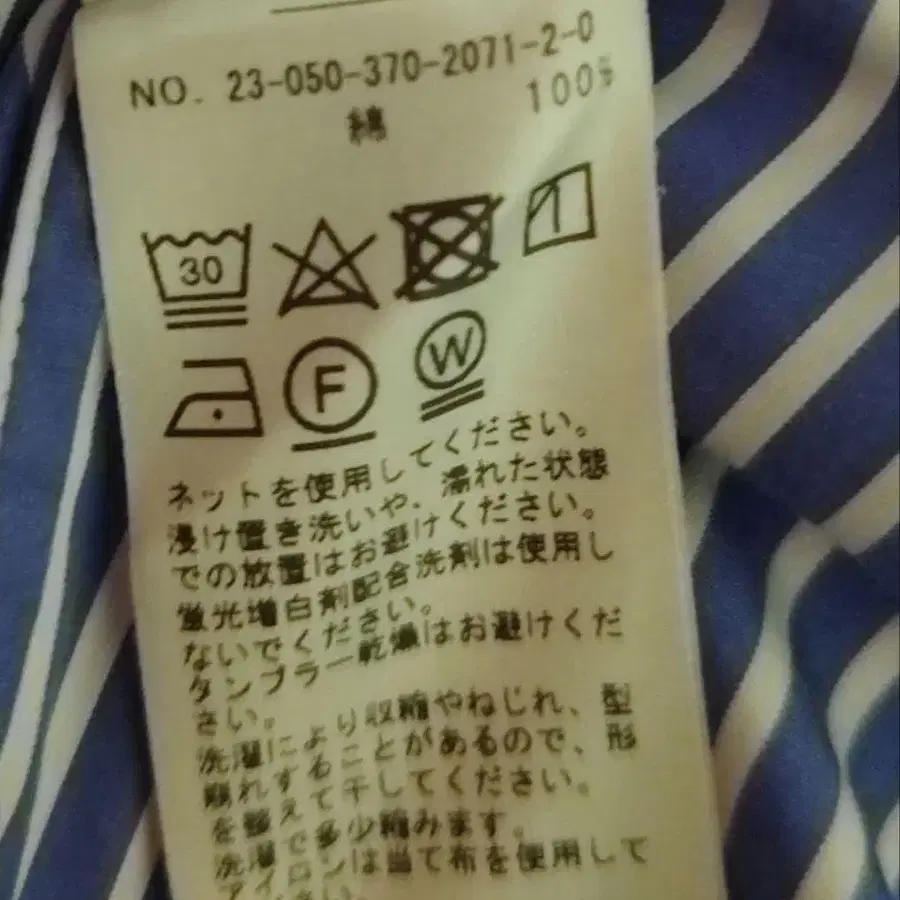 NO. 23-050-370-2071-2-0
綿 100%
30
F W
ネットを使用してください。
浸け置き洗いや、濡れた状態
での放置はお避けください。
蛍光増白剤配合洗剤は使用し
ないでください。
タンブラー乾燥はお避けくだ
さい。
洗濯により収縮やねじれ、型
崩れすることがあるので、形
を整えて干してください。
洗濯で多少縮みます。
アイロンは当て布を使用して
ください。